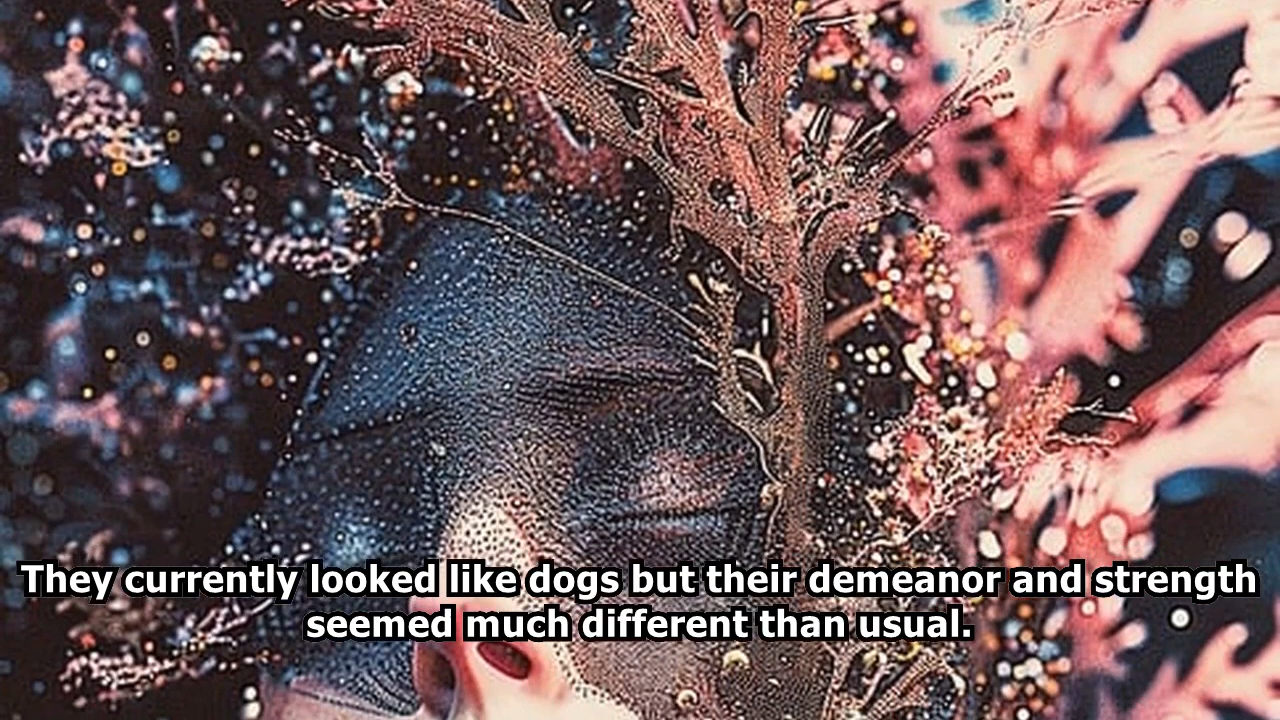 They currently looked like dogs but their demeanor and strength
seemed much different than usual.